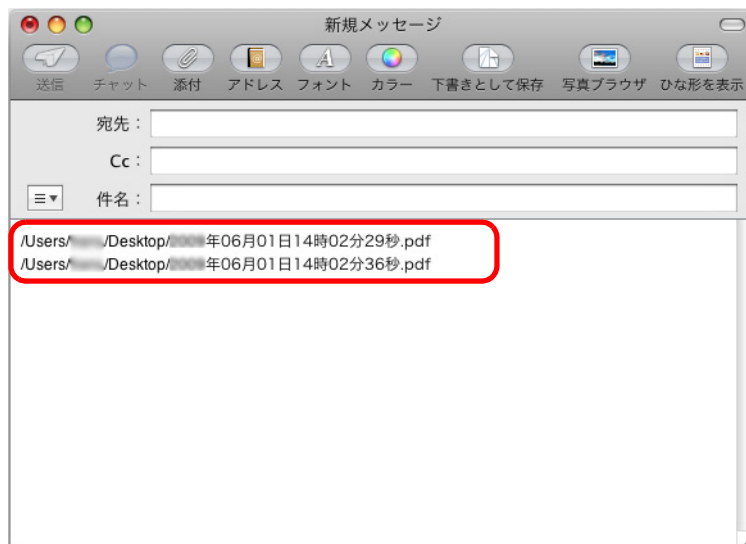 新規メッセージ
送信 チャット 添付 アドレス フォント カラー 下書きとして保存 写真ブラウザ ひな形を表示
宛先：
Cc：
件名：
/Users/ /Desktop/ 年06月01日14時02分29秒.pdf
/Users/ /Desktop/ 年06月01日14時02分36秒.pdf